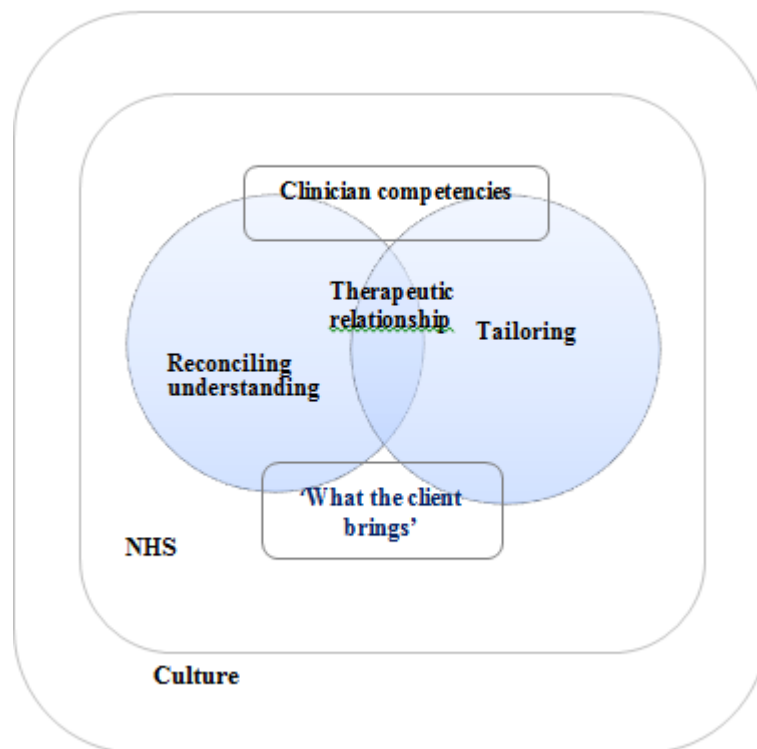 Clinician competencies
Therapeutic
relationship
Tailoring
Reconciling
understanding
‘What the client
brings’
NHS
Culture